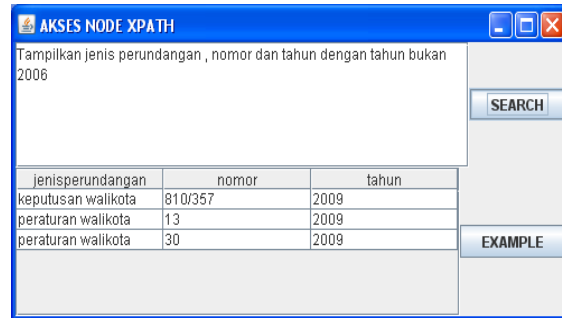 AKSES NODE XPATH
Tampilkan jenis perundangan , nomor dan tahun dengan tahun bukan
2006
SEARCH
jenisperundangan nomor tahun
keputusan walikota 810/357 2009
peraturan walikota 13 2009
peraturan walikota 30 2009
EXAMPLE